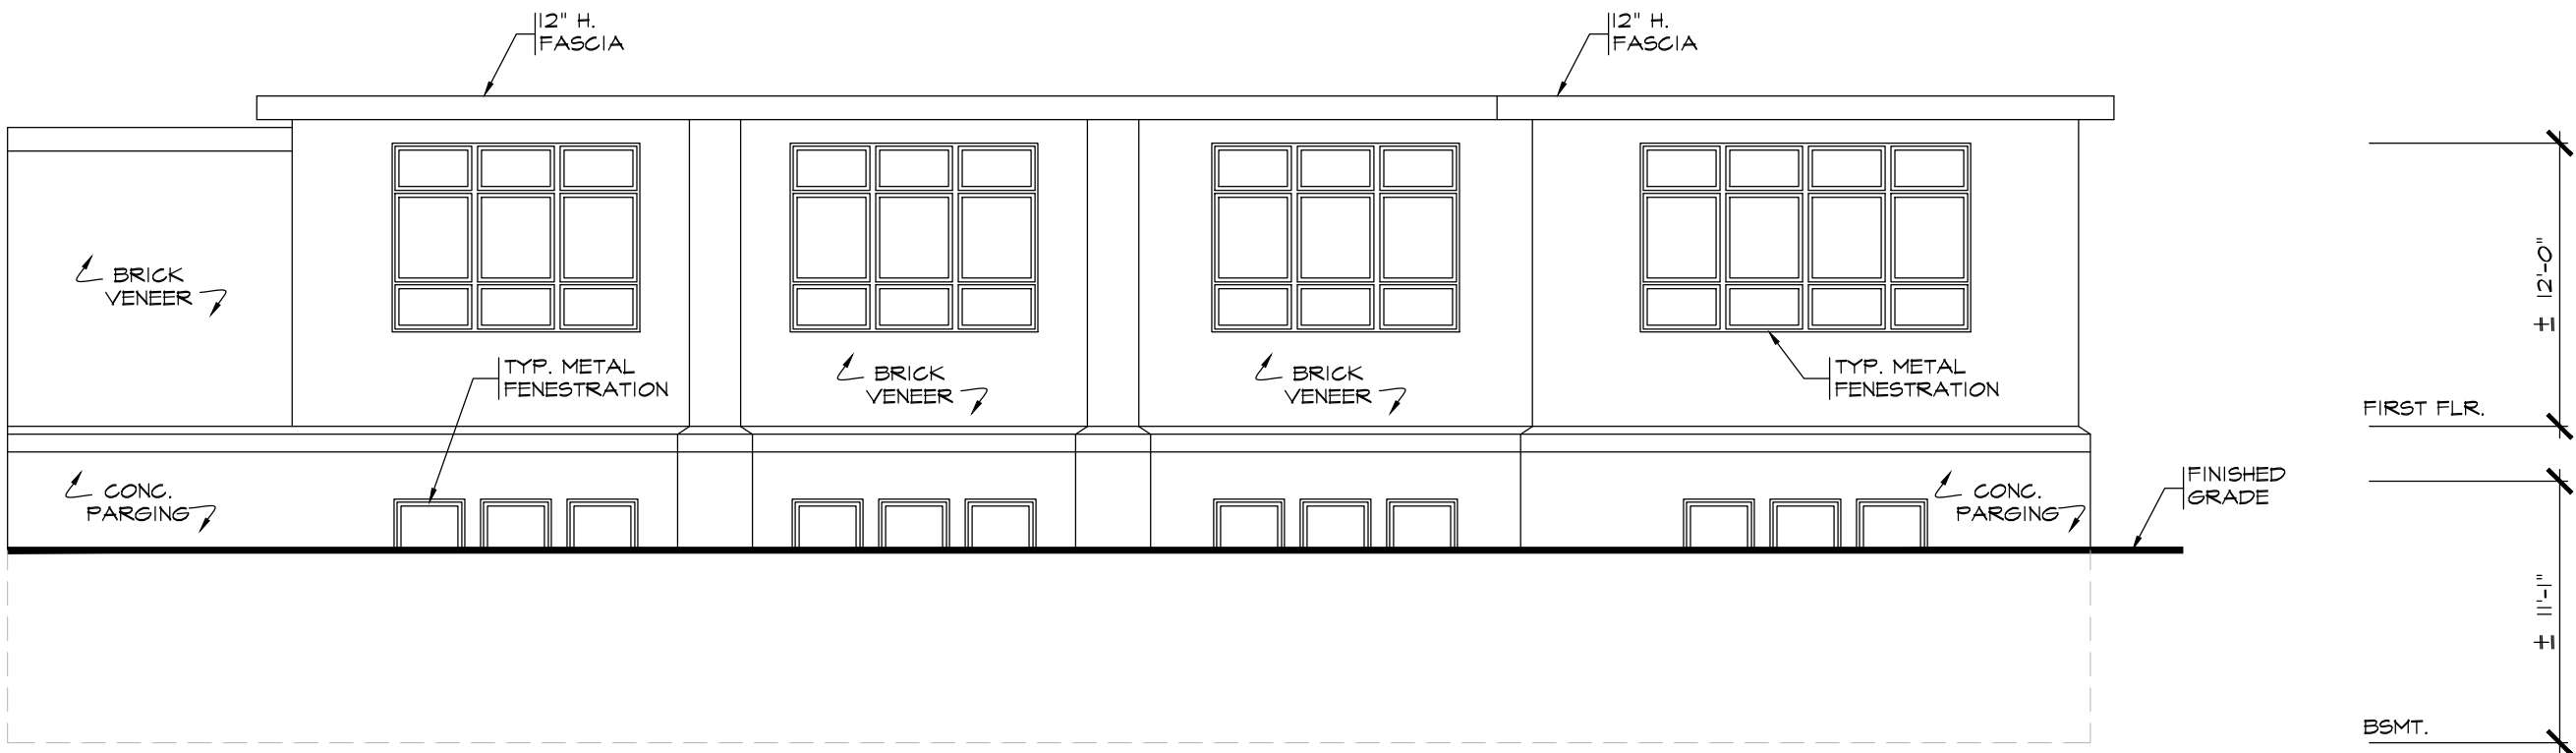 12" H.
FASCIA
12" H.
FASCIA
BRICK
VENEER
TYP. METAL
FENESTRATION
BRICK
VENEER
BRICK
VENEER
TYP. METAL
FENESTRATION
± 12'-0"
FIRST FLR.
CONC.
PARGING
CONC.
PARGING
FINISHED
GRADE
± 11'-1"
BSMT.